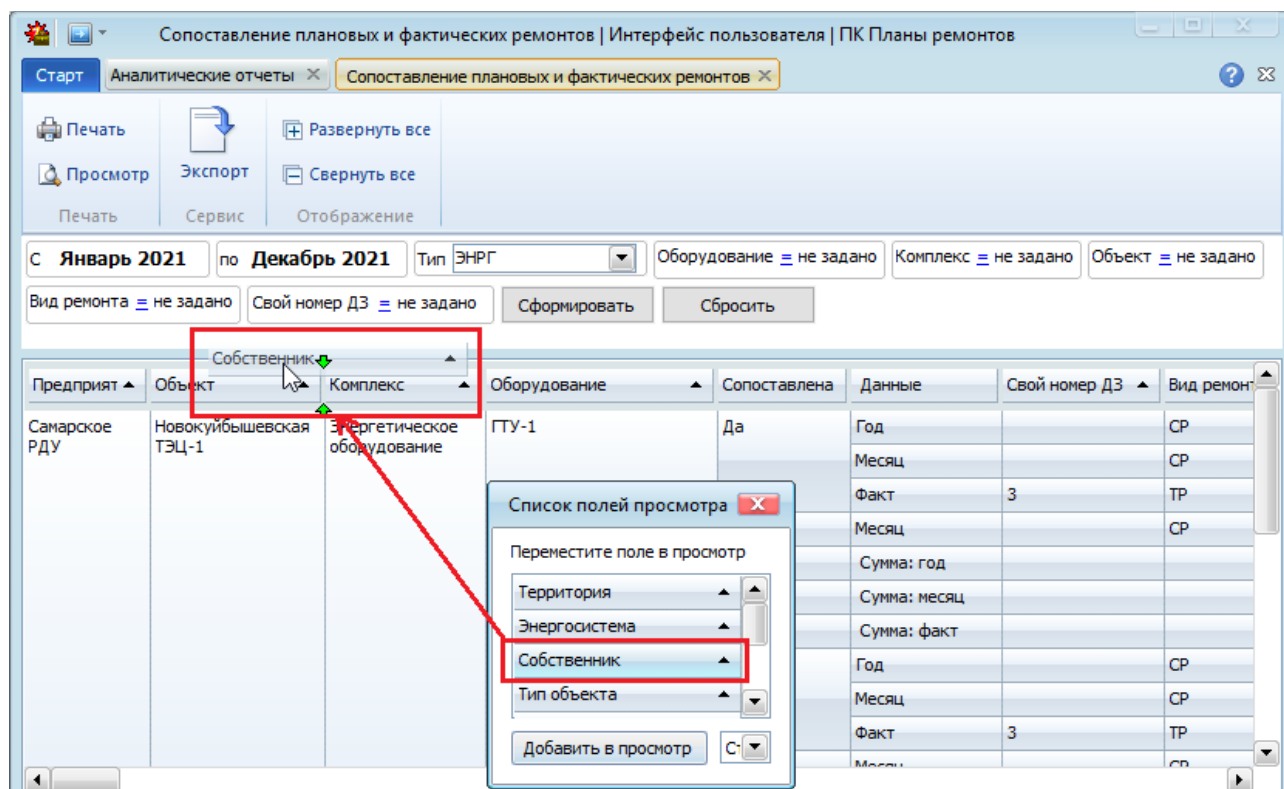 Сопоставление плановых и фактических ремонтов | Интерфейс пользователя | ПК Планы ремонтов
Старт Аналитические отчеты Сопоставление плановых и фактических ремонтов
Печать Развернуть все
Просмотр Экспорт Свернуть все
Печать Сервис Отображение
С Январь 2021 по Декабрь 2021 Тип ЭНРГ Оборудование = не задано Комплекс = не задано Объект = не задано
Вид ремонта = не задано Свой номер ДЗ = не задано Сформировать Сбросить
Собственник
Предприят Объект Комплекс Оборудование Сопоставлена Данные Свой номер ДЗ Вид ремонт
Самарское Новокуйбышевская Энергетическое ГТУ-1 Да Год СР
РДУ ТЭЦ-1 оборудование
Месяц СР
Факт 3 ТР
Месяц СР
Сумма: год
Сумма: месяц
Сумма: факт
Год СР
Месяц СР
Факт 3 ТР
Месяц СР
Список полей просмотра
Переместите поле в просмотр
Территория
Энергосистема
Собственник
Тип объекта
Добавить в просмотр Ст